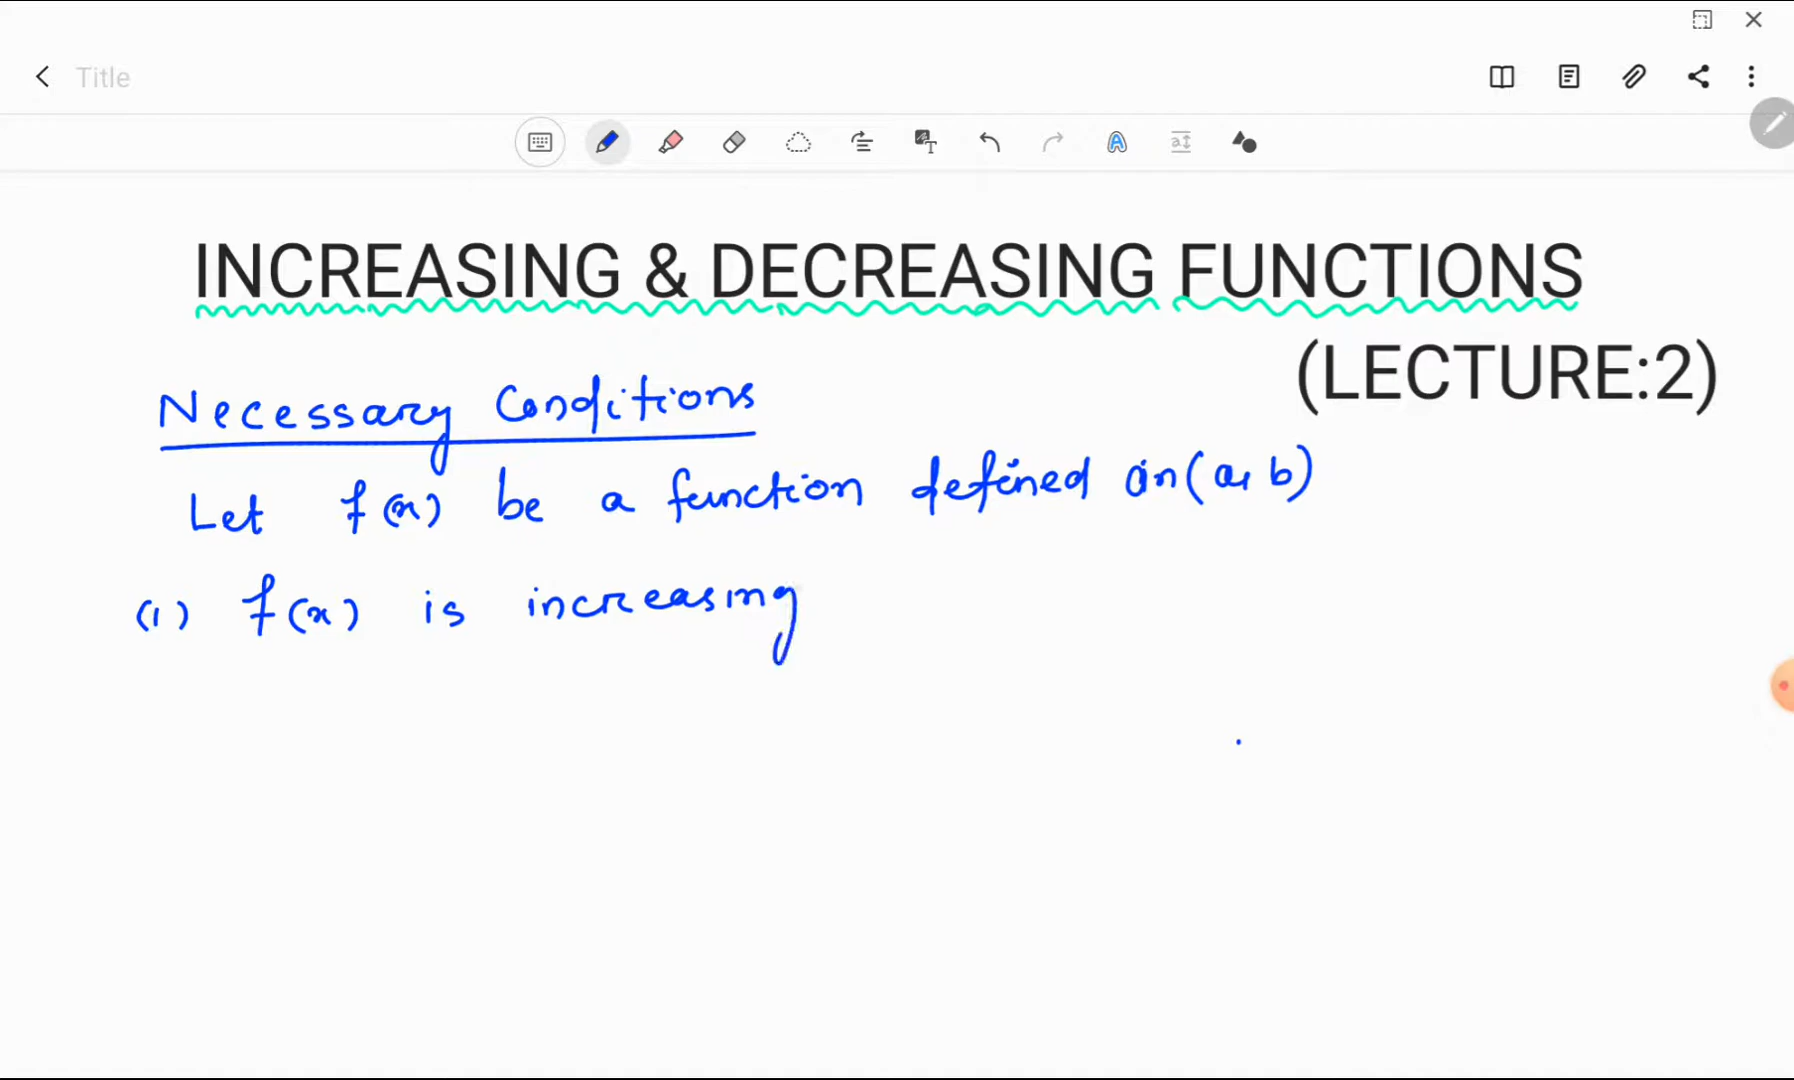 Title
INCREASING & DECREASING FUNCTIONS
(LECTURE:2)
Necessary Conditions
Let f(x) be a function defined on (a, b)
(1) f(x) is increasing